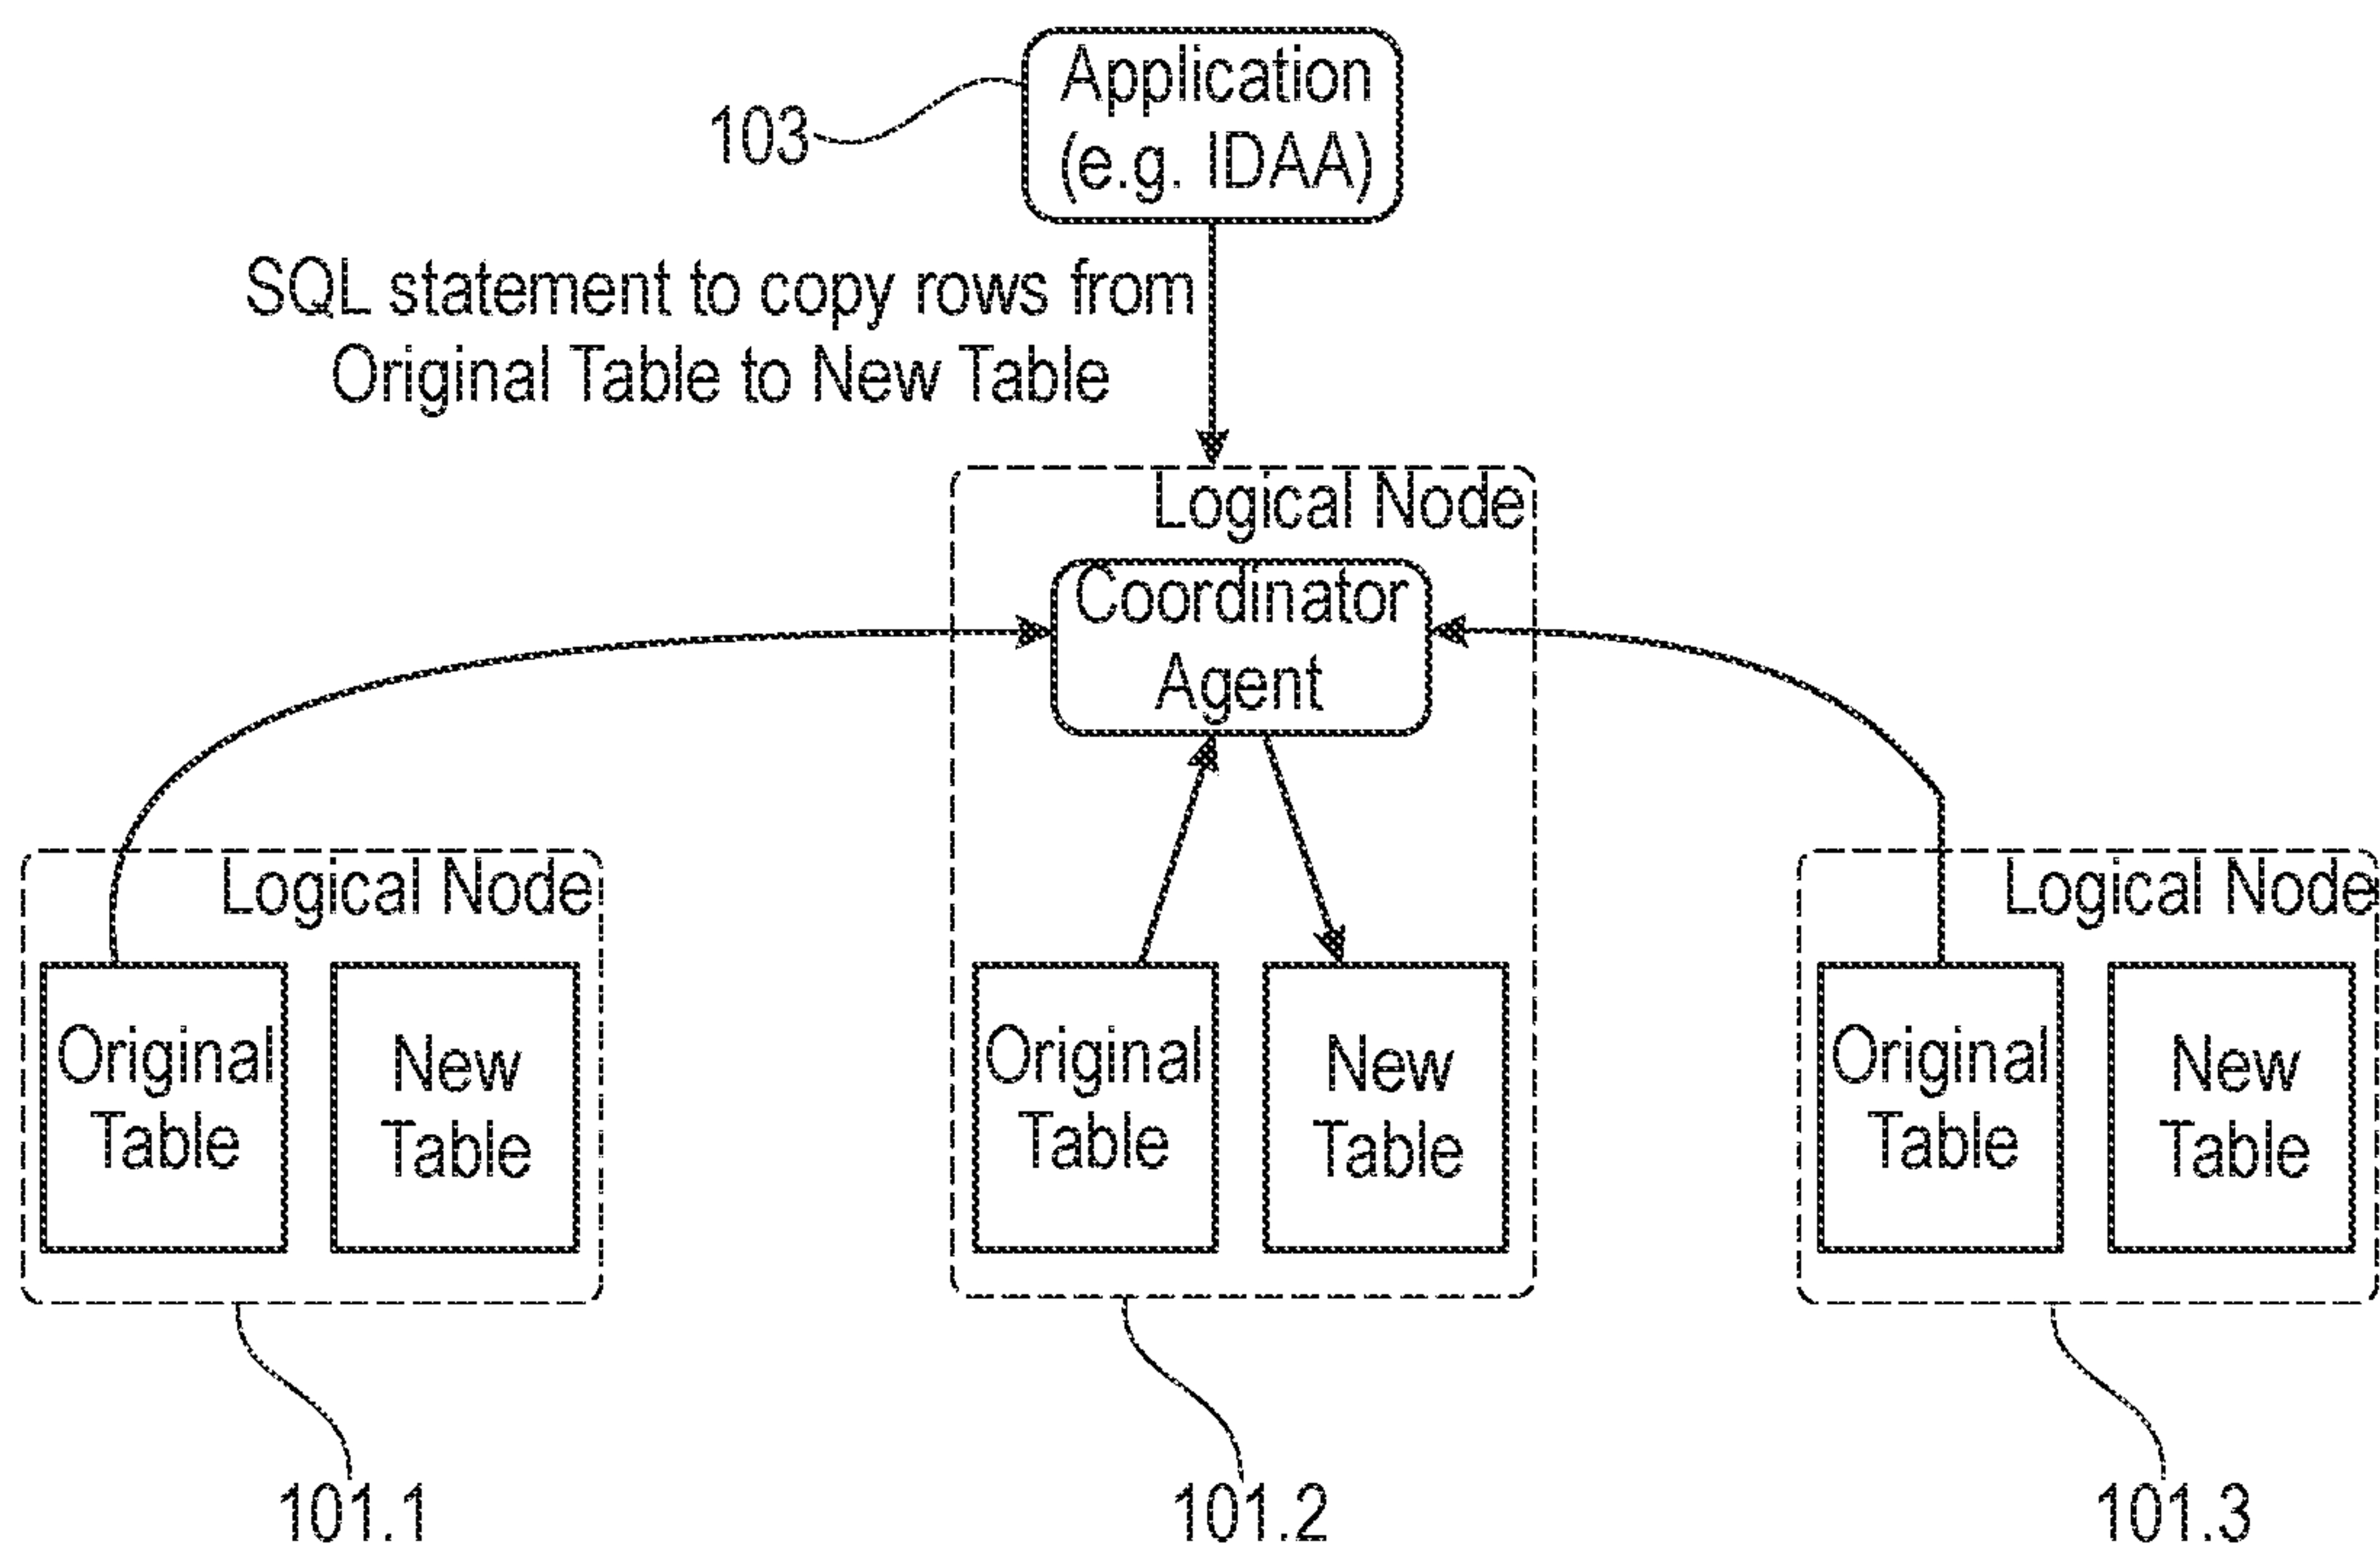 Application
(e.g. IDAA)
103
SQL statement to copy rows from
Original Table to New Table
Logical Node
Coordinator
Agent
Logical Node
Logical Node
Original
Table
New
Table
Original
Table
New
Table
Original
Table
New
Table
101.1
101.2
101.3